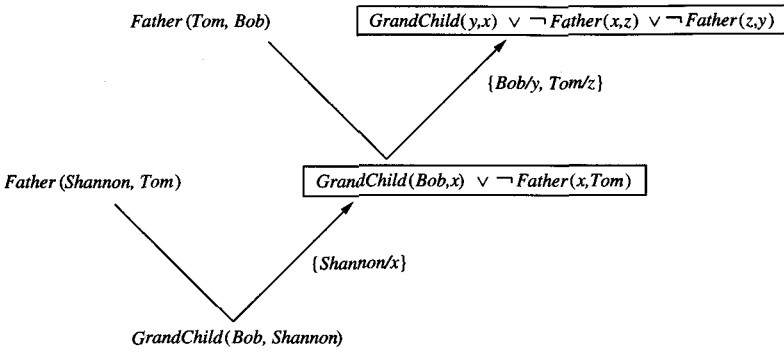 Father (Tom, Bob)
GrandChild(y,x) ∨ ¬Father(x,z) ∨ ¬Father(z,y)
{Bob/y, Tom/z}
Father (Shannon, Tom)
GrandChild(Bob,x) ∨ ¬Father(x,Tom)
{Shannon/x}
GrandChild(Bob, Shannon)